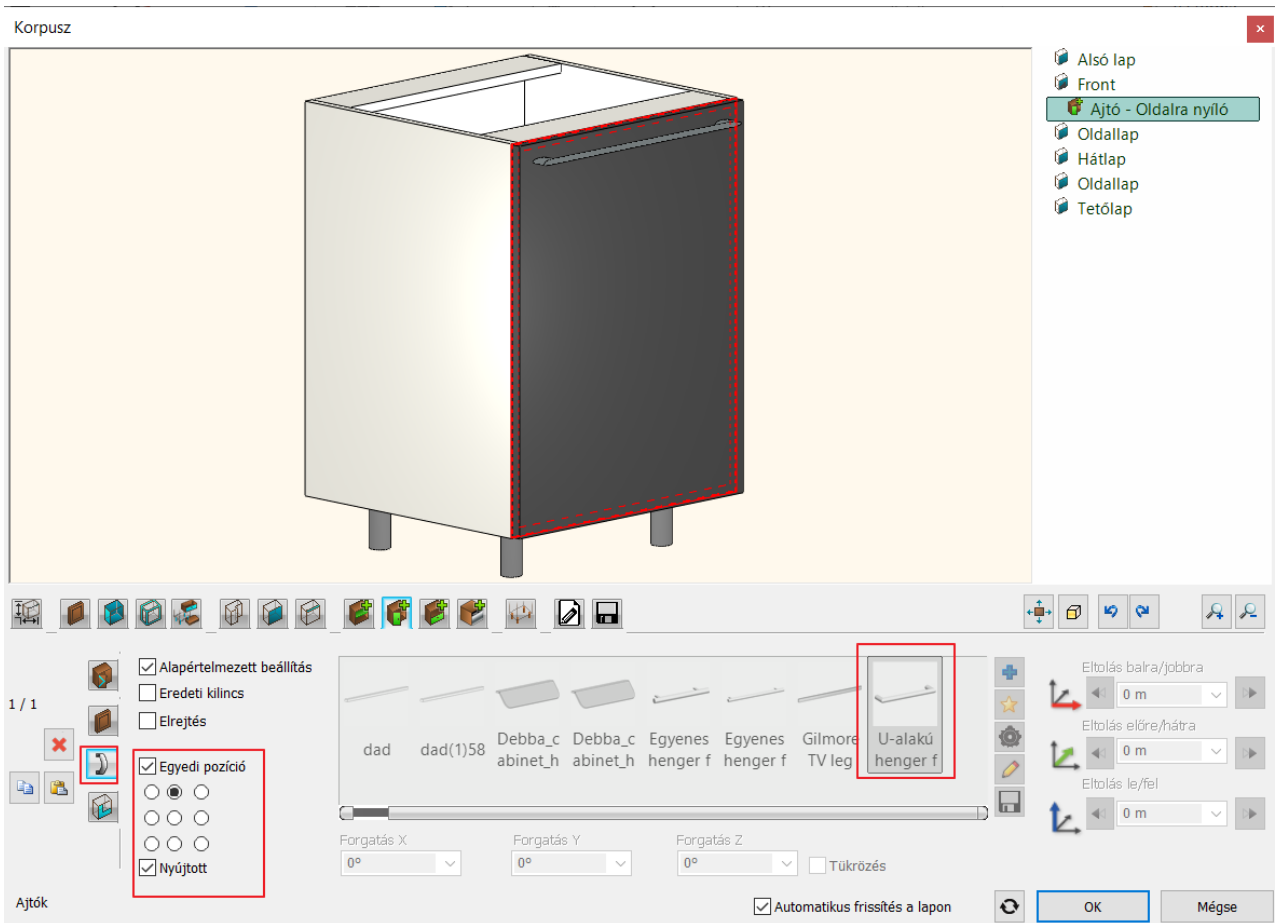 Korpusz
Alsó lap
Front
Ajtó - Oldalra nyíló
Oldallap
Hátlap
Oldallap
Tetőlap
1 / 1
Alapértelmezett beállítás
Eredeti kilincs
Elrejtés
Egyedi pozíció
Nyújtott
dad
dad(1)58
Debba_c
abinet_h
Debba_c
abinet_h
Egyenes
henger f
Egyenes
henger f
Gilmore
TV leg
U-alakú
henger f
Forgatás X
0°
Forgatás Y
0°
Forgatás Z
0°
Tükrözés
Eltolás balra/jobbra
0 m
Eltolás előre/hátra
0 m
Eltolás le/fel
0 m
Ajtók
Automatikus frissítés a lapon
OK
Mégse